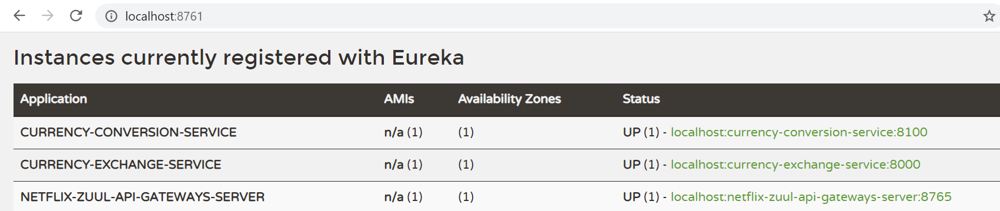 localhost:8761
Instances currently registered with Eureka
Application AMIs Availability Zones Status
CURRENCY-CONVERSION-SERVICE n/a (1) (1) UP (1) - localhost:currency-conversion-service:8100
CURRENCY-EXCHANGE-SERVICE n/a (1) (1) UP (1) - localhost:currency-exchange-service:8000
NETFLIX-ZUUL-API-GATEWAYS-SERVER n/a (1) (1) UP (1) - localhost:netflix-zuul-api-gateways-server:8765